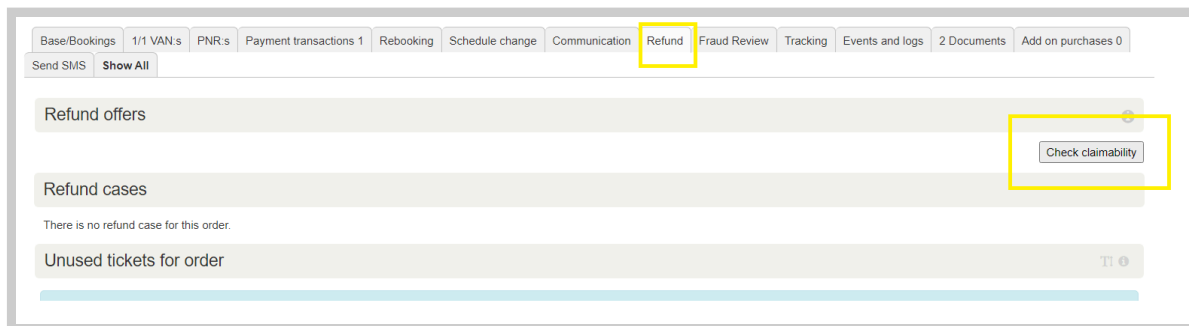 Base/Bookings 1/1 VAN:s PNR:s Payment transactions 1 Rebooking Schedule change Communication Refund Fraud Review Tracking Events and logs 2 Documents Add on purchases 0
Send SMS Show All
Refund offers
Check claimability
Refund cases
There is no refund case for this order.
Unused tickets for order